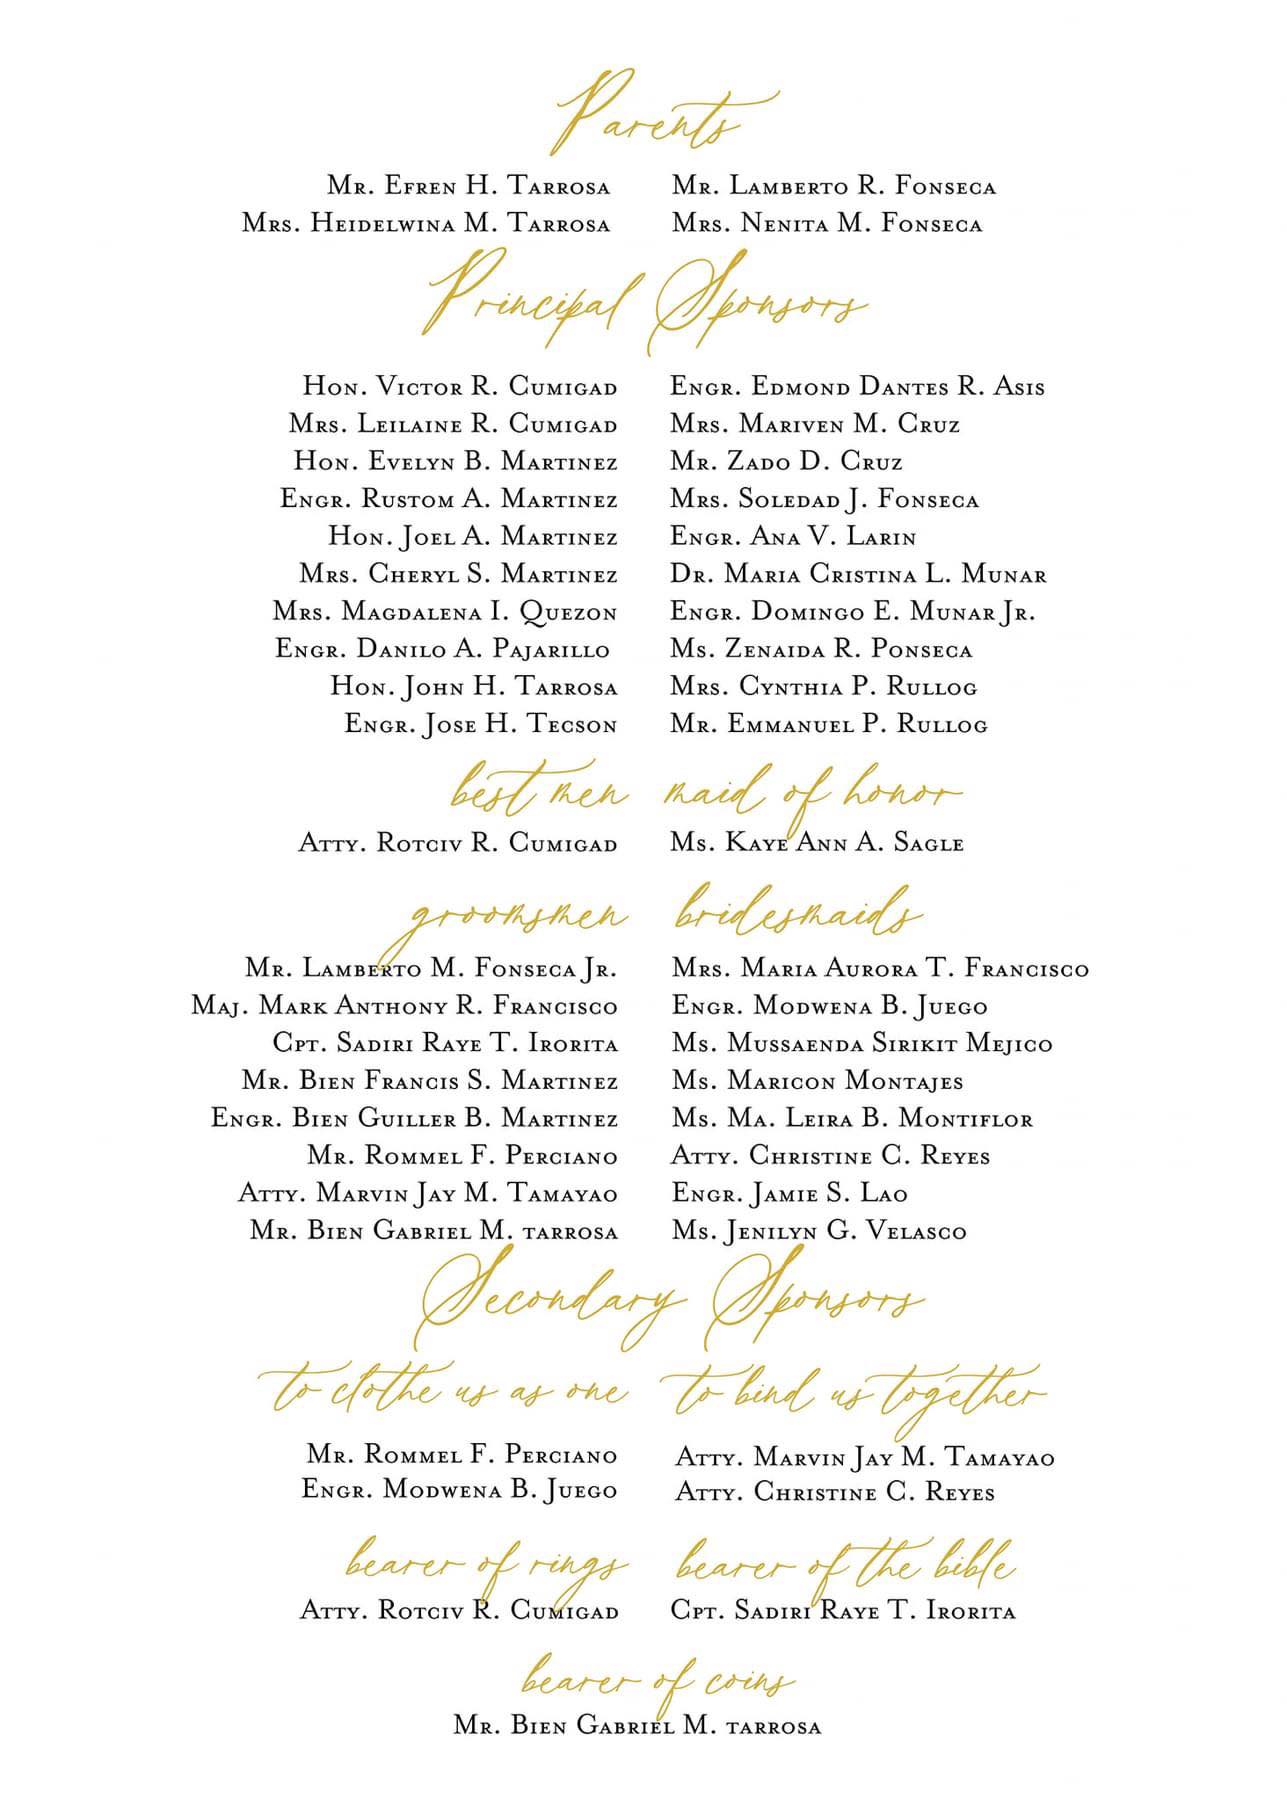 Parents
Mr. Efren H. Tarrosa Mr. Lamberto R. Fonseca
Mrs. Heidelwina M. Tarrosa Mrs. Nenita M. Fonseca
Principal Sponsors
Hon. Victor R. Cumigad Engr. Edmond Dantes R. Asis
Mrs. Leilaine R. Cumigad Mrs. Mariven M. Cruz
Hon. Evelyn B. Martinez Mr. Zado D. Cruz
Engr. Rustom A. Martinez Mrs. Soledad J. Fonseca
Hon. Joel A. Martinez Engr. Ana V. Larin
Mrs. Cheryl S. Martinez Dr. Maria Cristina L. Munar
Mrs. Magdalena I. Quezon Engr. Domingo E. Munar Jr.
Engr. Danilo A. Pajarillo Ms. Zenaida R. Ponseca
Hon. John H. Tarrosa Mrs. Cynthia P. Rullog
Engr. Jose H. Tecson Mr. Emmanuel P. Rullog
best men maid of honor
Atty. Rotciv R. Cumigad Ms. Kaye Ann A. Sagle
groomsmen bridesmaids
Mr. Lamberto M. Fonseca Jr. Mrs. Maria Aurora T. Francisco
Maj. Mark Anthony R. Francisco Engr. Modwena B. Juego
Cpt. Sadiri Raye T. Irorita Ms. Mussaenda Sirikit Mejico
Mr. Bien Francis S. Martinez Ms. Maricon Montajes
Engr. Bien Guiller B. Martinez Ms. Ma. Leira B. Montiflor
Mr. Rommel F. Perciano Atty. Christine C. Reyes
Atty. Marvin Jay M. Tamayao Engr. Jamie S. Lao
Mr. Bien Gabriel M. tarrosa Ms. Jenilyn G. Velasco
Secondary Sponsors
to clothe us as one to bind us together
Mr. Rommel F. Perciano Atty. Marvin Jay M. Tamayao
Engr. Modwena B. Juego Atty. Christine C. Reyes
bearer of rings bearer of the bible
Atty. Rotciv R. Cumigad Cpt. Sadiri Raye T. Irorita
bearer of coins
Mr. Bien Gabriel M. tarrosa